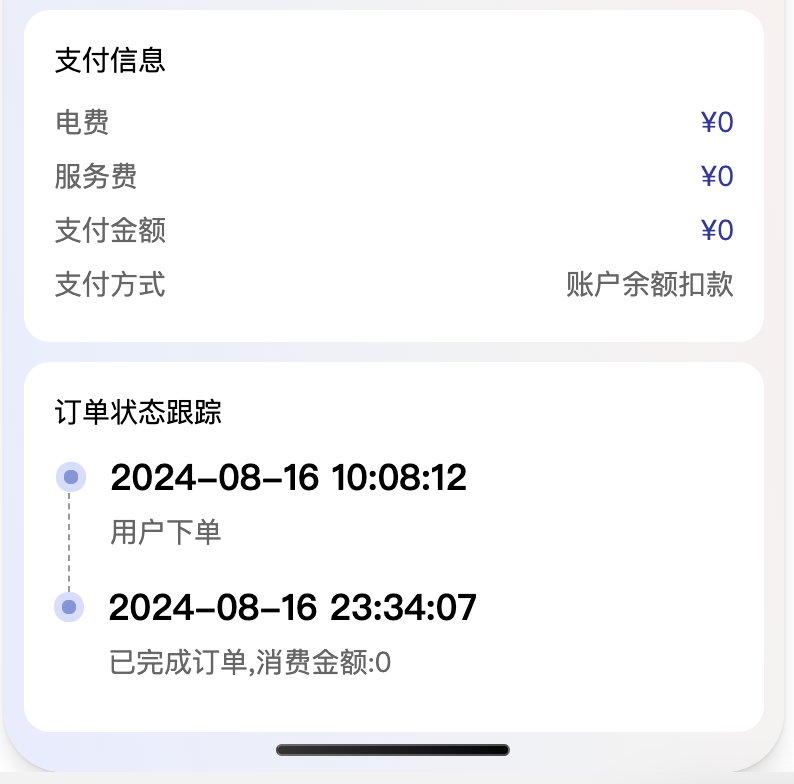 支付信息
电费 ¥0
服务费 ¥0
支付金额 ¥0
支付方式 账户余额扣款
订单状态跟踪
2024-08-16 10:08:12
用户下单
2024-08-16 23:34:07
已完成订单,消费金额:0